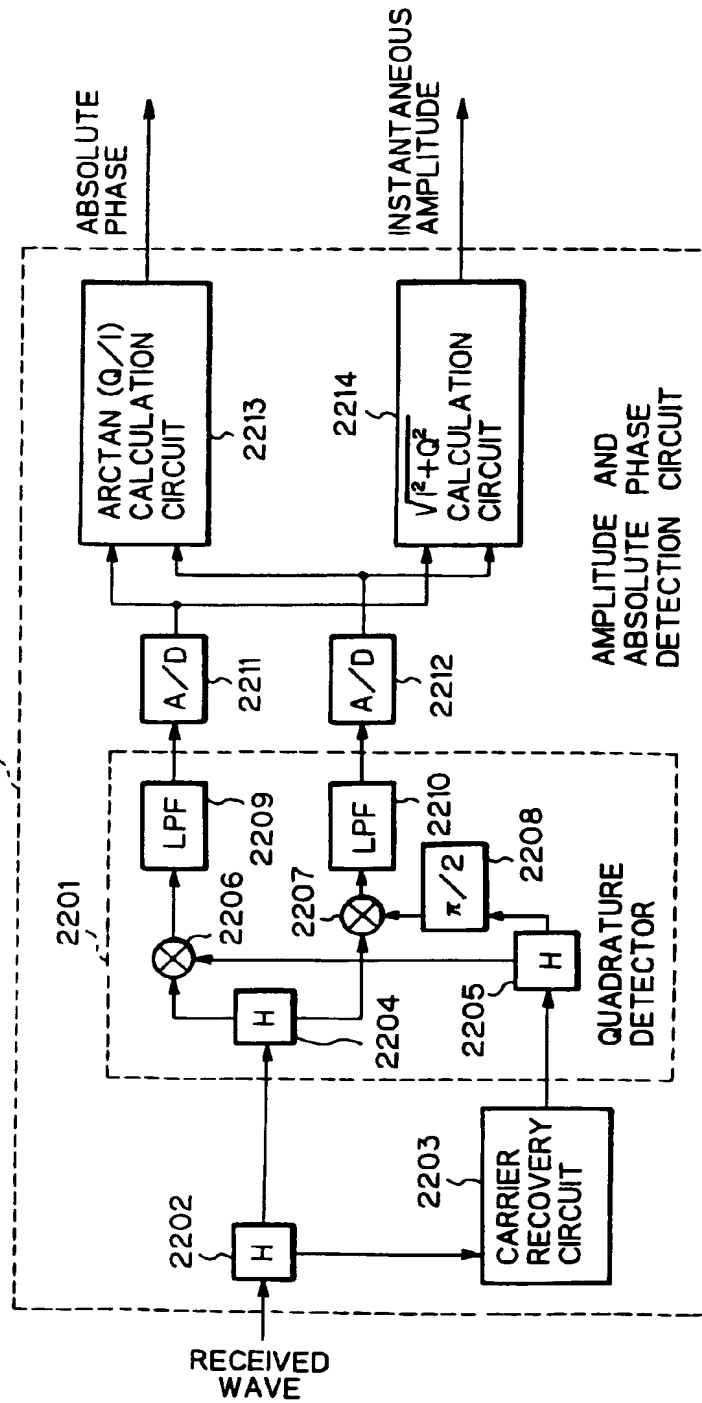 RECEIVED
WAVE
2202
H
2203
CARRIER
RECOVERY
CIRCUIT
2201
H
2204
2205
H
2206
2207
π/2
2208
LPF
2209
LPF
2210
QUADRATURE
DETECTOR
A/D
2211
A/D
2212
ARCTAN (Q/I)
CALCULATION
CIRCUIT
2213
√I²+Q²
CALCULATION
CIRCUIT
2214
AMPLITUDE AND
ABSOLUTE PHASE
DETECTION CIRCUIT
ABSOLUTE
PHASE
INSTANTANEOUS
AMPLITUDE